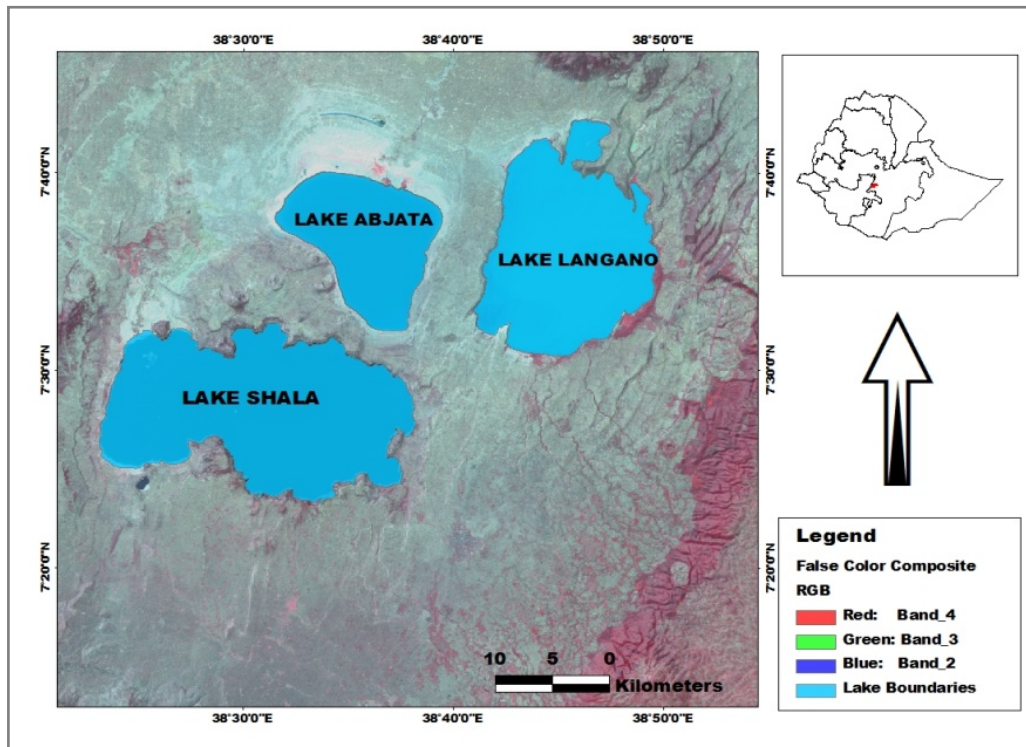 38°30'0"E 38°40'0"E 38°50'0"E
7°40'0"N 7°40'0"N
LAKE ABJATA
LAKE LANGANO
7°30'0"N 7°30'0"N
LAKE SHALA
7°20'0"N 7°20'0"N
10 5 0
Kilometers
38°30'0"E 38°40'0"E 38°50'0"E
Legend
False Color Composite
RGB
Red: Band_4
Green: Band_3
Blue: Band_2
Lake Boundaries